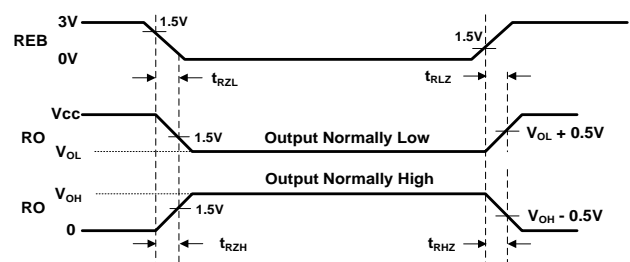 3V
1.5V
1.5V
REB
0V
tRZL
tRLZ
Vcc
1.5V
Output Normally Low
VOL + 0.5V
RO
VOL
Output Normally High
VOH
RO
1.5V
VOH - 0.5V
0
tRZH
tRHZ